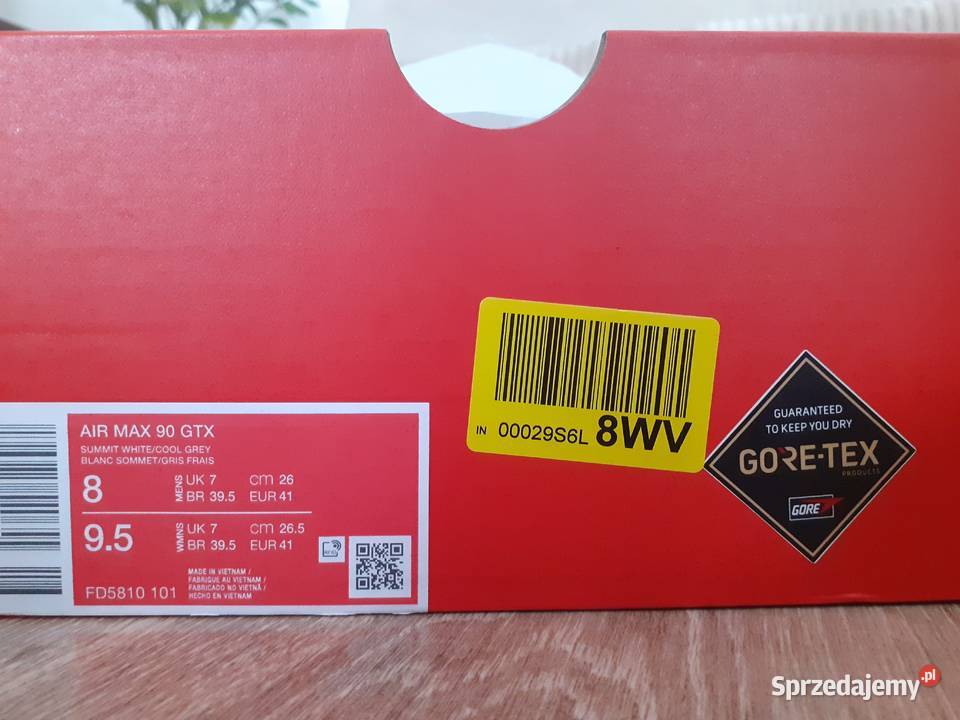 IN 00029S6L 8WV
GUARANTEED
TO KEEP YOU DRY
GORE-TEX
PRODUCTS
GORE
AIR MAX 90 GTX
SUMMIT WHITE/COOL GREY
BLANC SOMMET/GRIS FRAIS
8 MENS UK 7 cm 26
BR 39.5 EUR 41
9.5 WMNS UK 7 cm 26.5
BR 39.5 EUR 41
RFID
MADE IN VIETNAM /
FABRIQUE AU VIETNAM /
FABRICADO NO VIETNÃ /
HECHO EN VIETNAM
FD5810 101
Sprzedajemy.pl